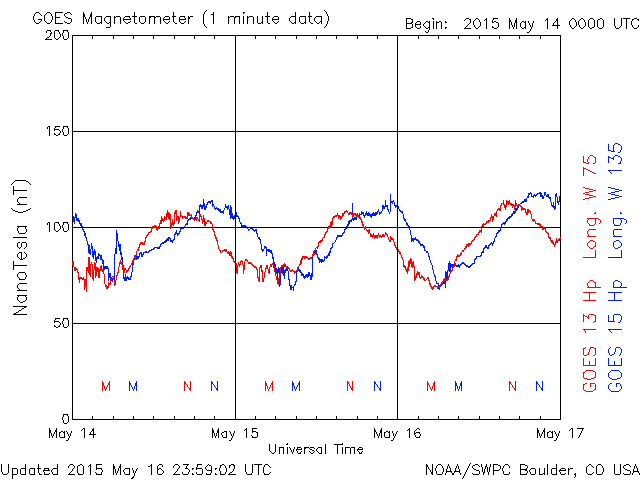 GOES Magnetometer (1 minute data)
Begin: 2015 May 14 0000 UTC
200
150
100
50
0
NanoTesla (nT)
M M N N M M N N M M N N
May 14 May 15 May 16 May 17
Universal Time
GOES 13 Hp Long. W 75
GOES 15 Hp Long. W 135
Updated 2015 May 16 23:59:02 UTC
NOAA/SWPC Boulder, CO USA